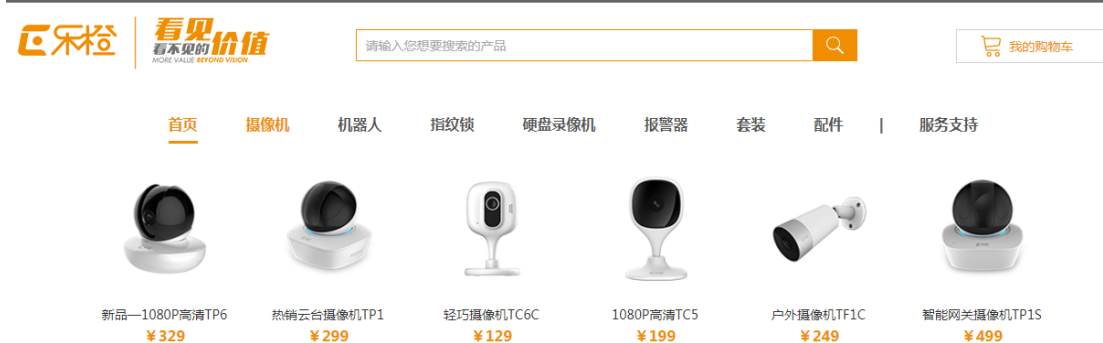 乐橙
看见
看不见的
价值
MORE VALUE BEYOND VISION
请输入您想要搜索的产品
我的购物车
首页 摄像机 机器人 指纹锁 硬盘录像机 报警器 套装 配件 | 服务支持
新品—1080P高清TP6 热销云台摄像机TP1 轻巧摄像机TC6C 1080P高清TC5 户外摄像机TF1C 智能网关摄像机TP1S
¥329 ¥299 ¥129 ¥199 ¥249 ¥499